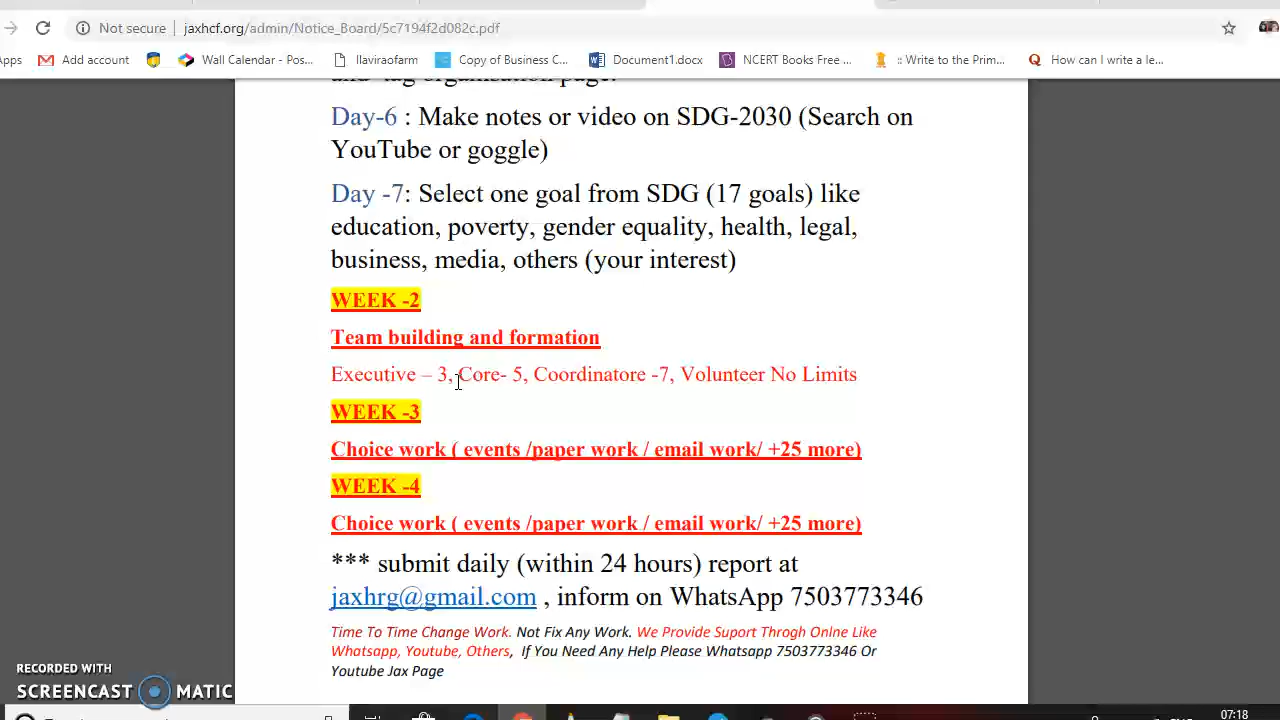 Not secure | jaxhcf.org/admin/Notice_Board/5c7194f2d082c.pdf
Apps Add account Wall Calendar - Pos... llaviraofarm Copy of Business C... Document1.docx NCERT Books Free ... :: Write to the Prim... How can I write a le...
and tag organisation page.
Day-6 : Make notes or video on SDG-2030 (Search on
YouTube or goggle)
Day -7: Select one goal from SDG (17 goals) like
education, poverty, gender equality, health, legal,
business, media, others (your interest)
WEEK -2
Team building and formation
Executive – 3, Core- 5, Coordinatore -7, Volunteer No Limits
WEEK -3
Choice work ( events /paper work / email work/ +25 more)
WEEK -4
Choice work ( events /paper work / email work/ +25 more)
*** submit daily (within 24 hours) report at
jaxhrg@gmail.com , inform on WhatsApp 7503773346
Time To Time Change Work. Not Fix Any Work. We Provide Suport Throgh Onlne Like
Whatsapp, Youtube, Others, If You Need Any Help Please Whatsapp 7503773346 Or
Youtube Jax Page
RECORDED WITH
SCREENCAST MATIC
07:18